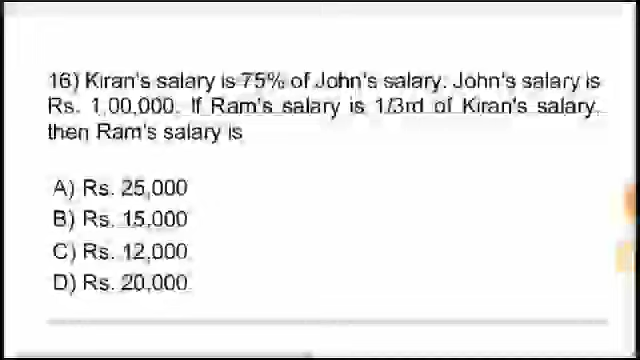 16) Kiran's salary is 75% of John's salary. John's salary is
Rs. 1,00,000. If Ram's salary is 1/3rd of Kiran's salary,
then Ram's salary is
A) Rs. 25,000
B) Rs. 15,000
C) Rs. 12,000
D) Rs. 20,000